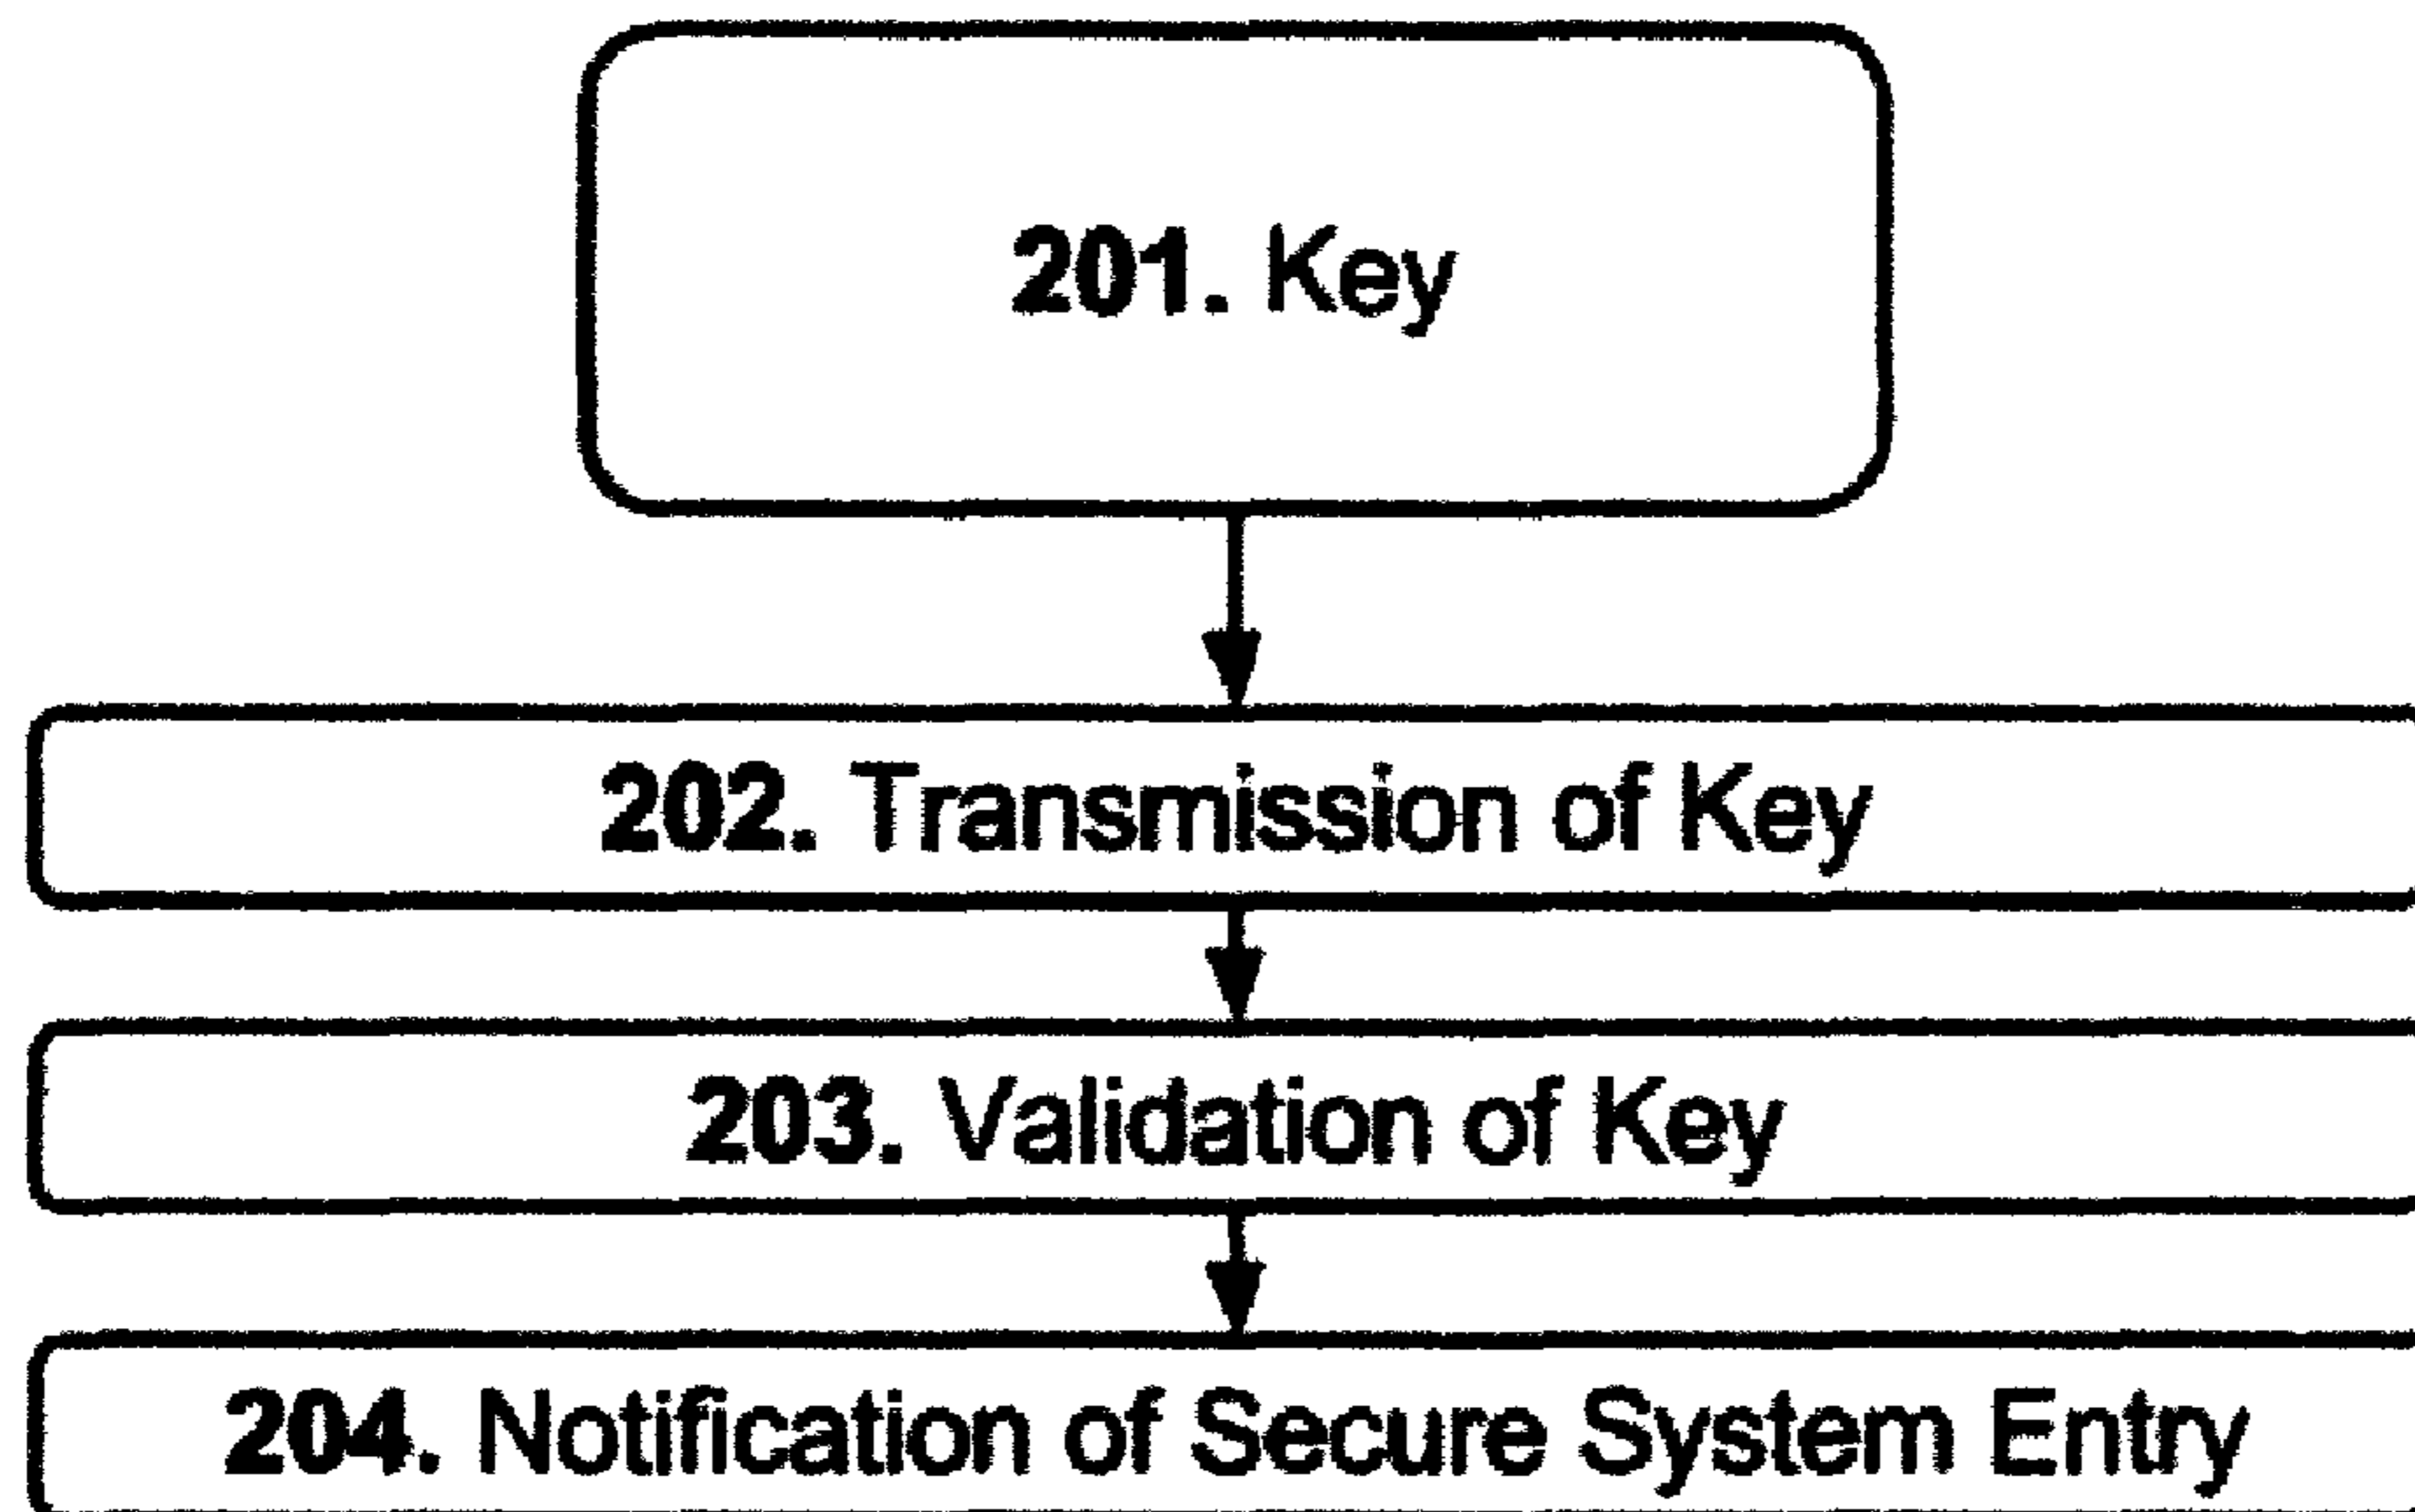 201. Key
202. Transmission of Key
203. Validation of Key
204. Notification of Secure System Entry